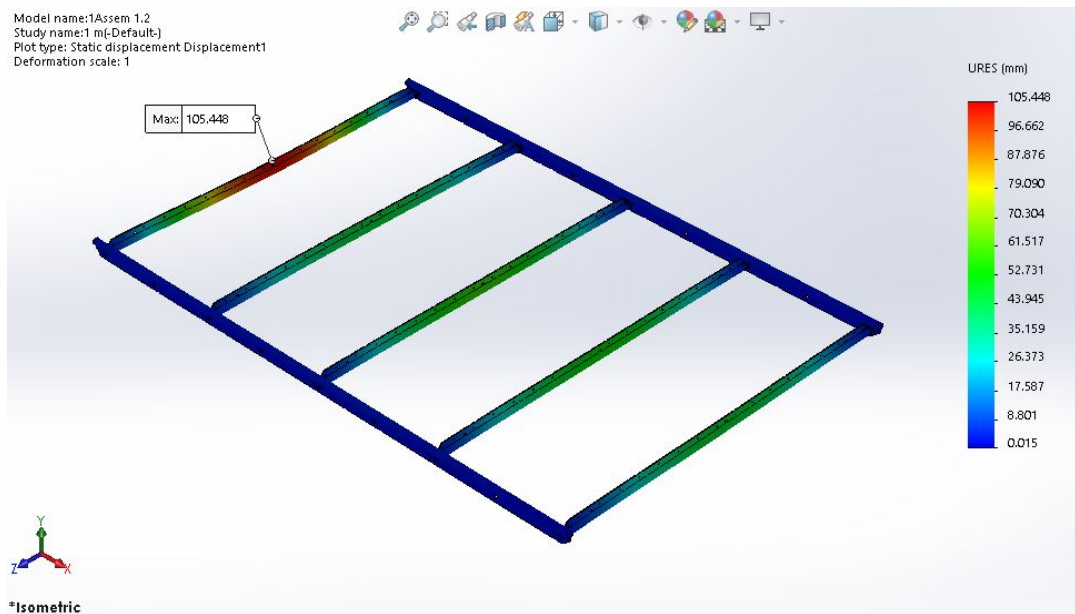 Model name:1Assem 1.2
Study name:1 m(-Default-)
Plot type: Static displacement Displacement1
Deformation scale: 1
URES (mm)
Max: 105.448
105.448
96.662
87.876
79.090
70.304
61.517
52.731
43.945
35.159
26.373
17.587
8.801
0.015
Y
Z X
*Isometric